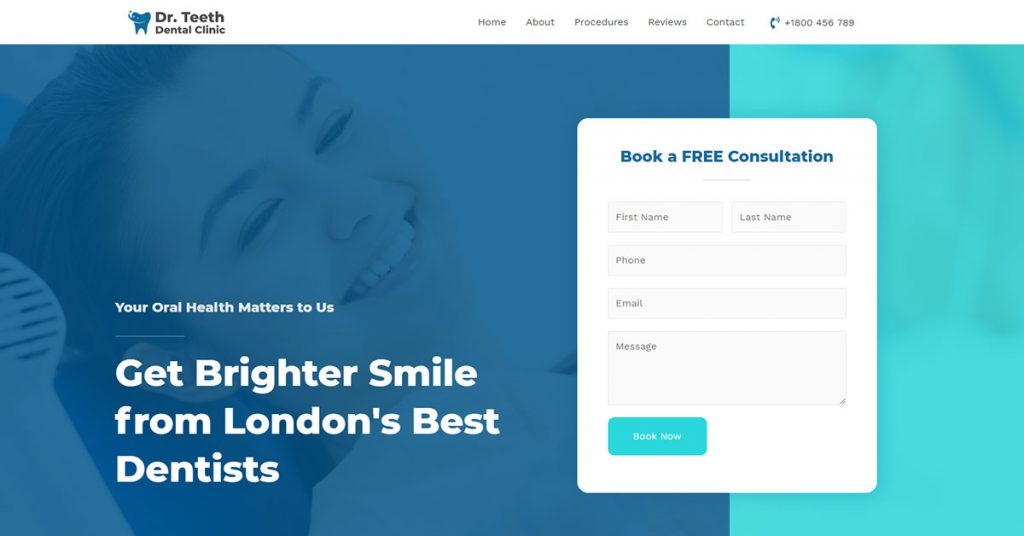 Dr. Teeth
Dental Clinic
Home About Procedures Reviews Contact +1800 456 789
Book a FREE Consultation
First Name Last Name
Phone
Email
Message
Book Now
Your Oral Health Matters to Us
Get Brighter Smile
from London's Best
Dentists